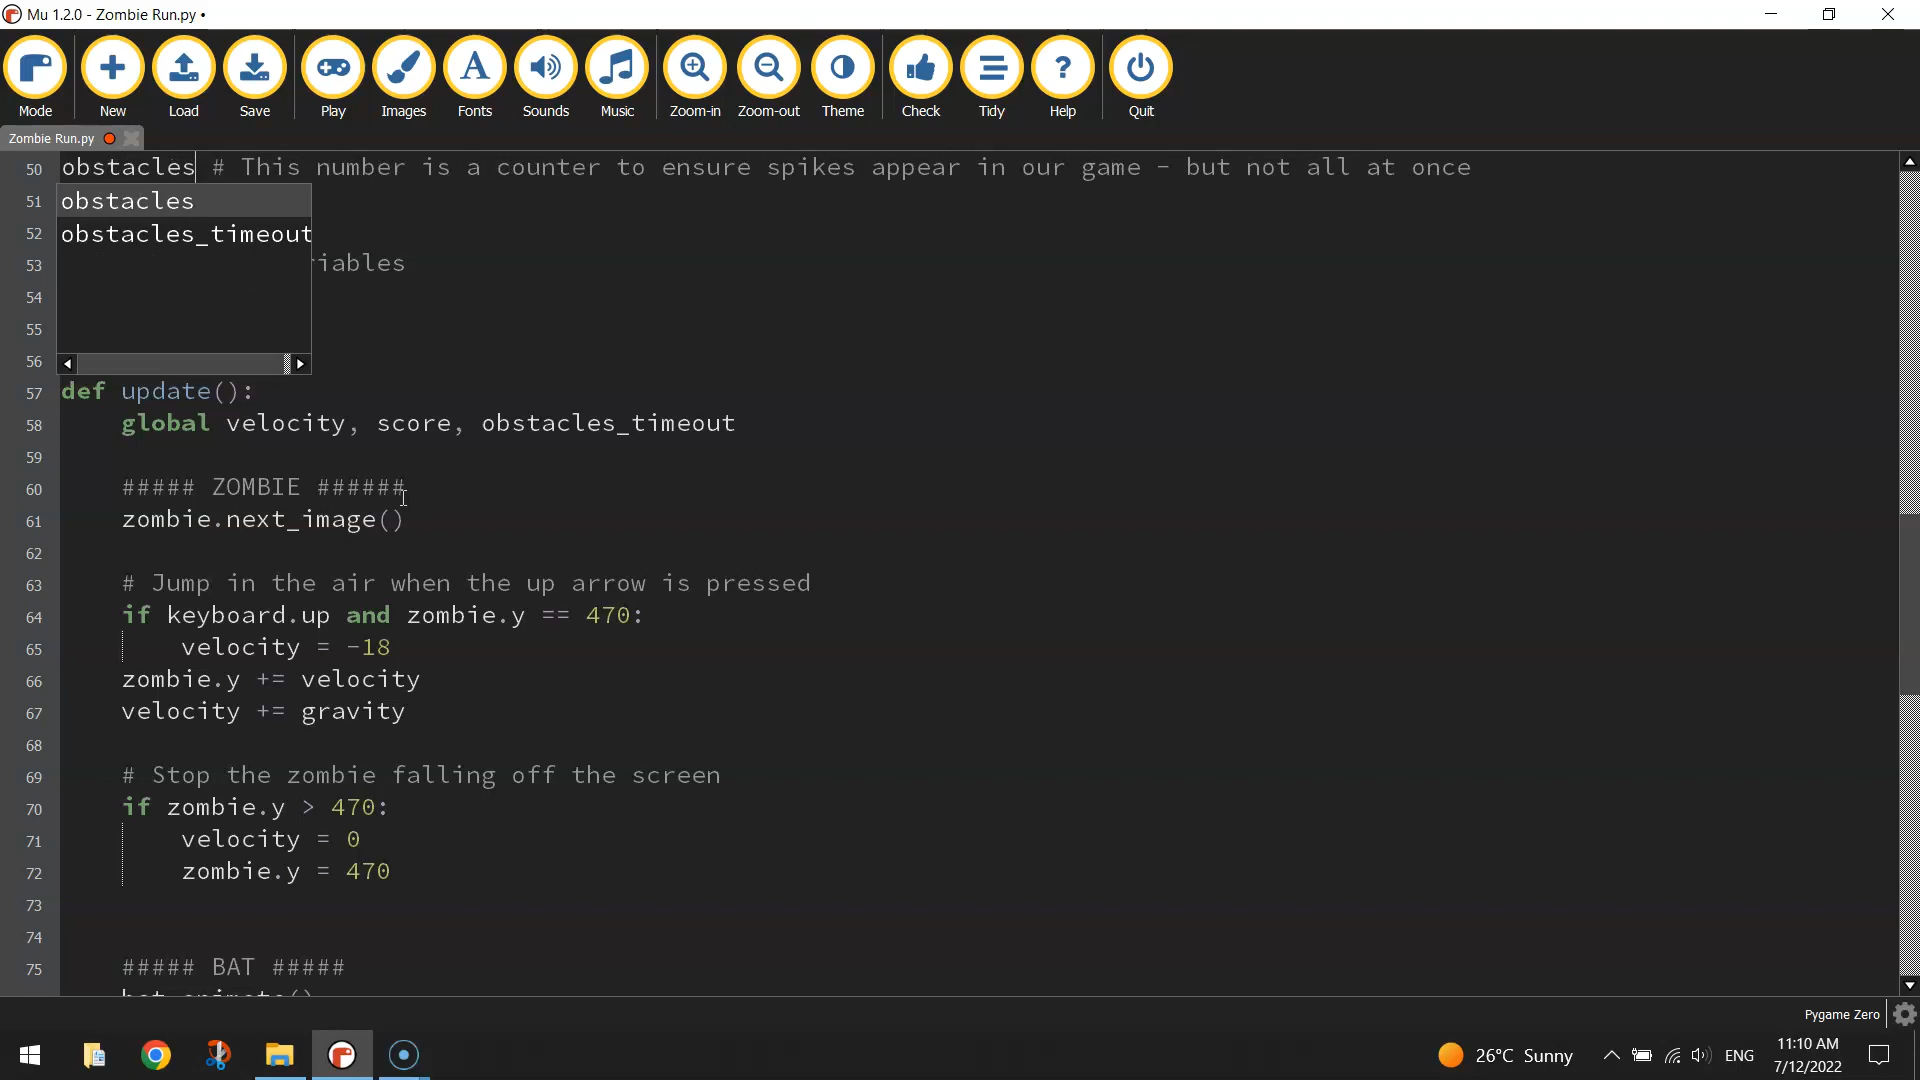 Mu 1.2.0 - Zombie Run.py •
Mode New Load Save Play Images Fonts Sounds Music Zoom-in Zoom-out Theme Check Tidy Help Quit
Zombie Run.py
50 obstacles # This number is a counter to ensure spikes appear in our game - but not all at once
51 obstacles
52 obstacles_timeout
53 riables
54
55
56
57 def update():
58 global velocity, score, obstacles_timeout
59
60 ##### ZOMBIE ######
61 zombie.next_image()
62
63 # Jump in the air when the up arrow is pressed
64 if keyboard.up and zombie.y == 470:
65 velocity = -18
66 zombie.y += velocity
67 velocity += gravity
68
69 # Stop the zombie falling off the screen
70 if zombie.y > 470:
71 velocity = 0
72 zombie.y = 470
73
74
75 ##### BAT #####
Pygame Zero
26°C Sunny
ENG
11:10 AM
7/12/2022